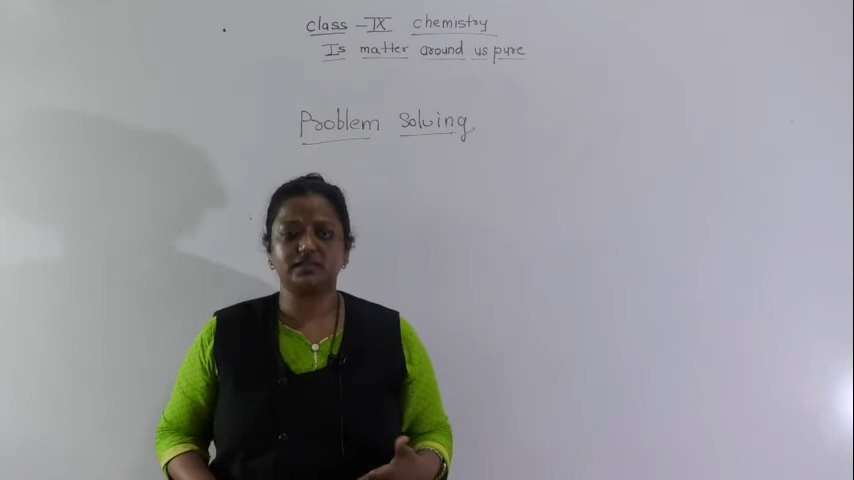 class - IX chemistry
Is matter around us pure
Problem solving